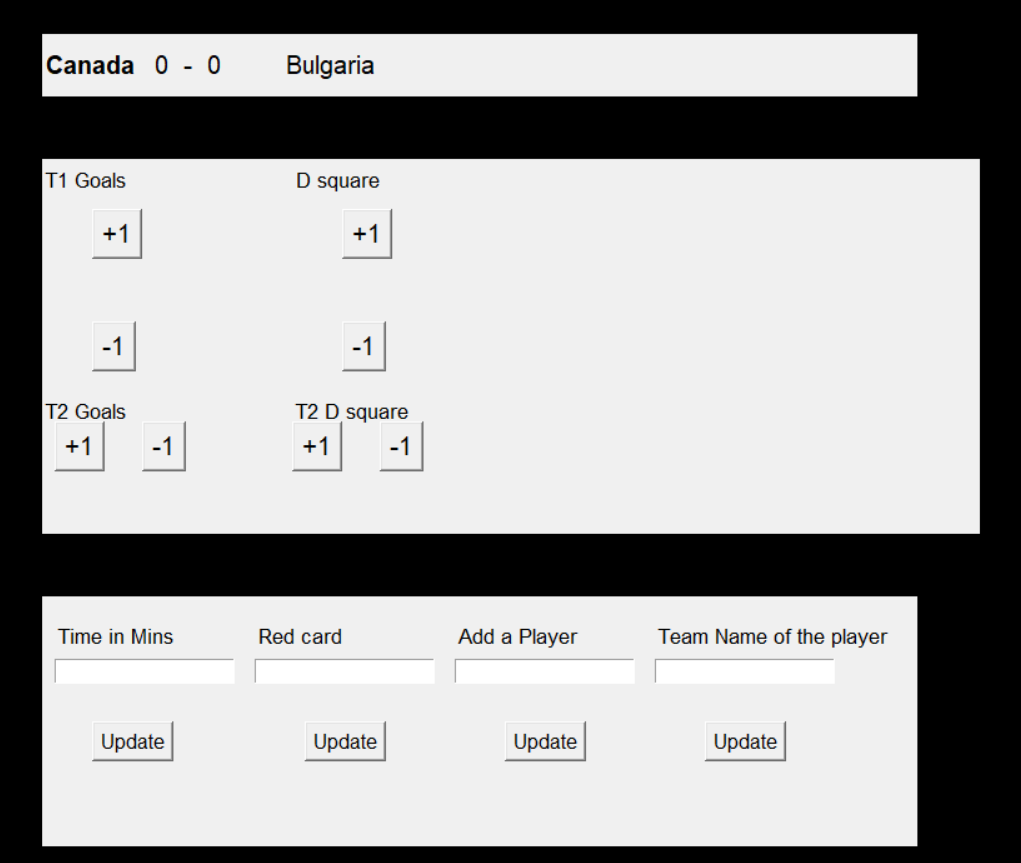 Canada 0 - 0 Bulgaria
T1 Goals D square
+1 +1
-1 -1
T2 Goals T2 D square
+1 -1 +1 -1
Time in Mins Red card Add a Player Team Name of the player
Update Update Update Update